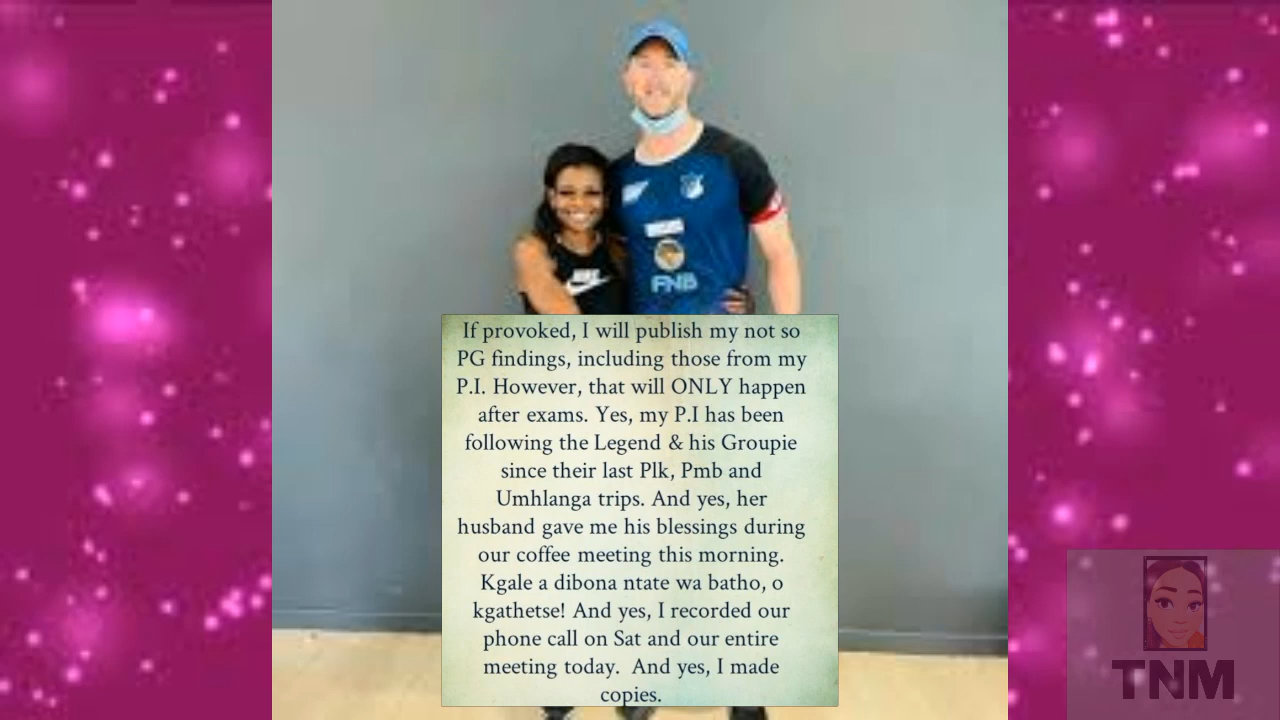 NIKE
FNB
If provoked, I will publish my not so
PG findings, including those from my
P.I. However, that will ONLY happen
after exams. Yes, my P.I has been
following the Legend & his Groupie
since their last Plk, Pmb and
Umhlanga trips. And yes, her
husband gave me his blessings during
our coffee meeting this morning.
Kgale a dibona ntate wa batho, o
kgathetse! And yes, I recorded our
phone call on Sat and our entire
meeting today.  And yes, I made
copies.
TNM